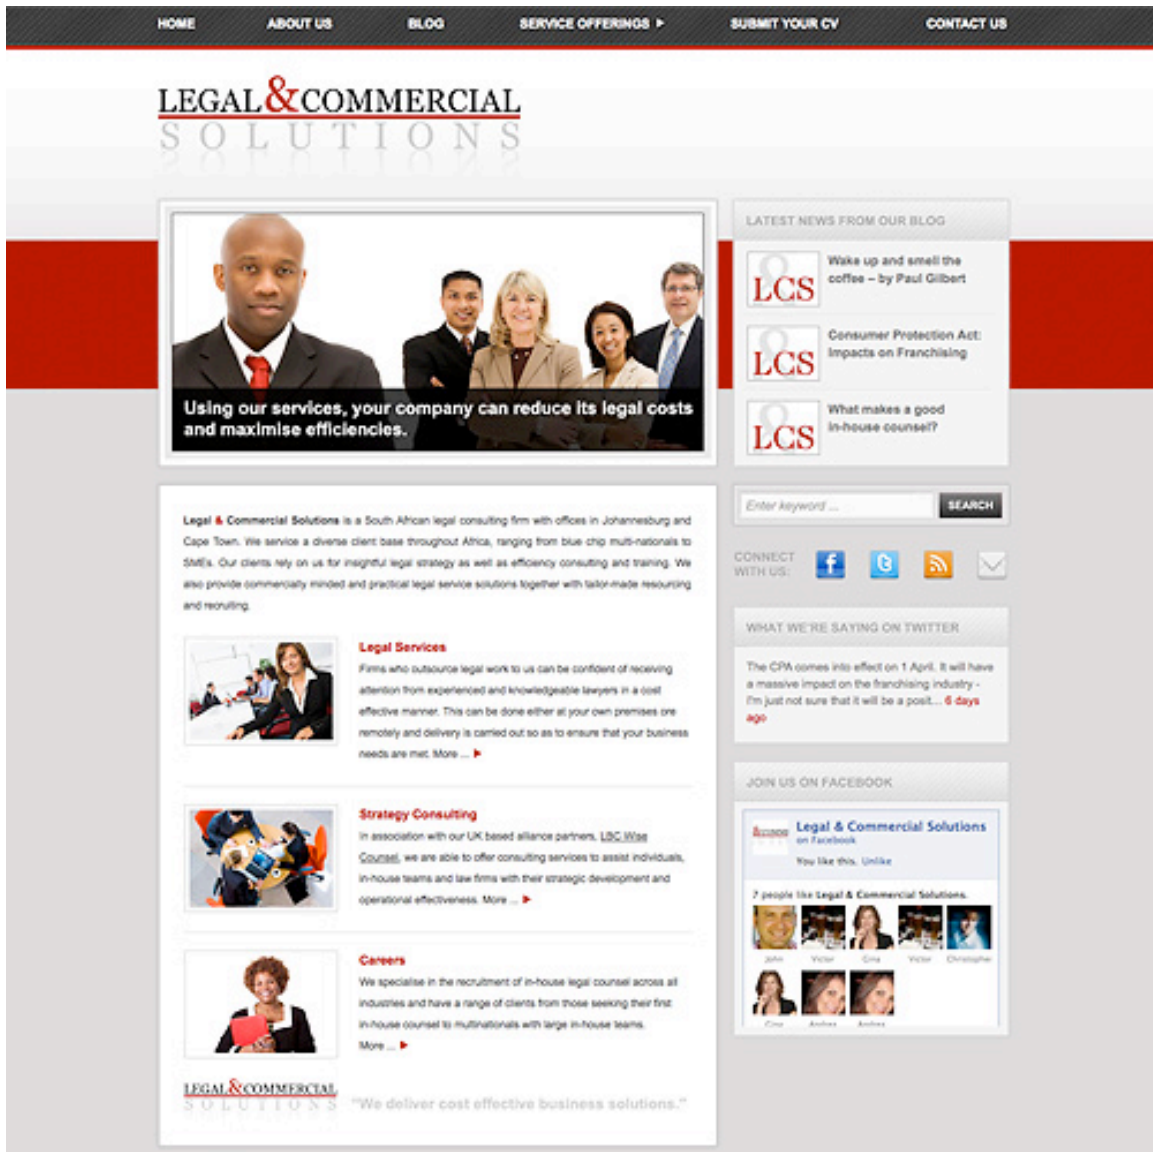 HOME ABOUT US BLOG SERVICE OFFERINGS SUBMIT YOUR CV CONTACT US
LEGAL&COMMERCIAL
SOLUTIONS
Using our services, your company can reduce its legal costs
and maximise efficiencies.
LATEST NEWS FROM OUR BLOG
LCS
Wake up and smell the
coffee – by Paul Gilbert
LCS
Consumer Protection Act:
Impacts on Franchising
LCS
What makes a good
in-house counsel?
Legal & Commercial Solutions is a South African legal consulting firm with offices in Johannesburg and
Cape Town. We service a diverse client base throughout Africa, ranging from blue chip multi-nationals to
SMEs. Our clients rely on us for insightful legal strategy as well as efficiency consulting and training. We
also provide commercially minded and practical legal service solutions together with tailor-made resourcing
and recruiting.
Legal Services
Firms who outsource legal work to us can be confident of receiving
attention from experienced and knowledgeable lawyers in a cost
effective manner. This can be done either at your own premises ore
remotely and delivery is carried out so as to ensure that your business
needs are met. More ...
Strategy Consulting
In association with our UK based alliance partners, LBC Wise
Counsel, we are able to offer consulting services to assist individuals,
in-house teams and law firms with their strategic development and
operational effectiveness. More ...
Careers
We specialise in the recruitment of in-house legal counsel across all
industries and have a range of clients from those seeking their first
in-house counsel to multinationals with large in-house teams.
More ...
LEGAL&COMMERCIAL
SOLUTIONS
"We deliver cost effective business solutions."
Enter keyword ... SEARCH
CONNECT
WITH US:
WHAT WE'RE SAYING ON TWITTER
The CPA comes into effect on 1 April. It will have
a massive impact on the franchising industry -
I'm just not sure that it will be a posit... 6 days
ago
JOIN US ON FACEBOOK
Legal & Commercial Solutions
on Facebook
You like this. Unlike
7 people like Legal & Commercial Solutions.
John Victor Gina Victor Christopher
Gina Andrea Andrea